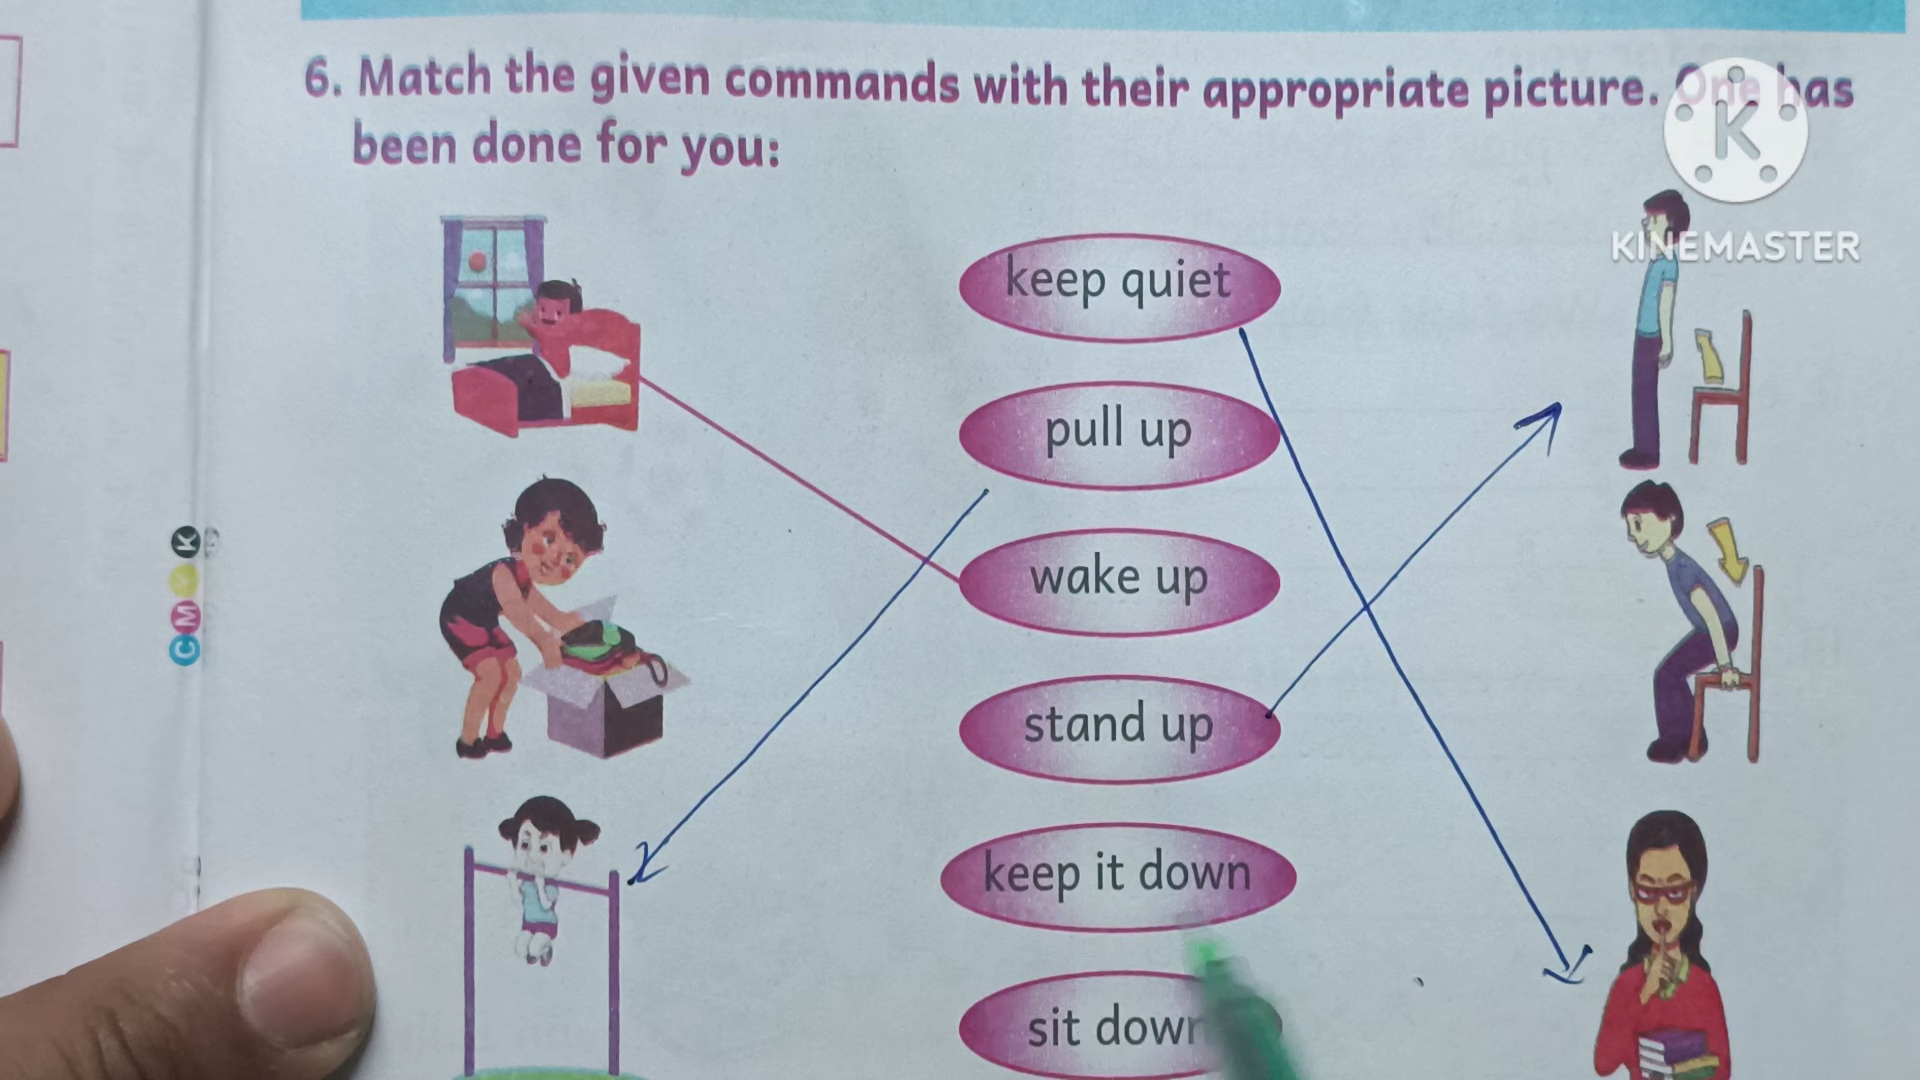 6. Match the given commands with their appropriate picture. One has
been done for you:
K
KINEMASTER
keep quiet
pull up
wake up
stand up
keep it down
sit down
C M Y K